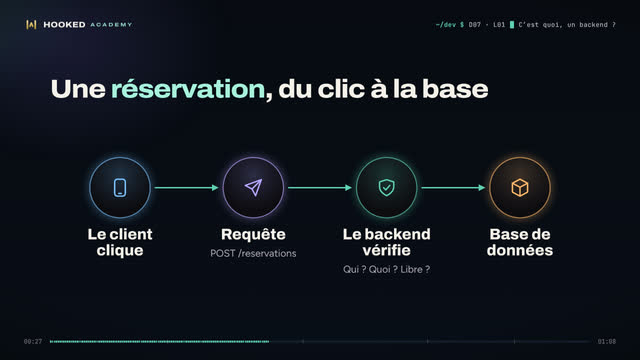 HOOKED ACADEMY
~/dev $ D07 · L01 C'est quoi, un backend ?
Une réservation, du clic à la base
Le client
clique
Requête
POST /reservations
Le backend
vérifie
Qui ? Quoi ? Libre ?
Base de
données
00:27
01:08